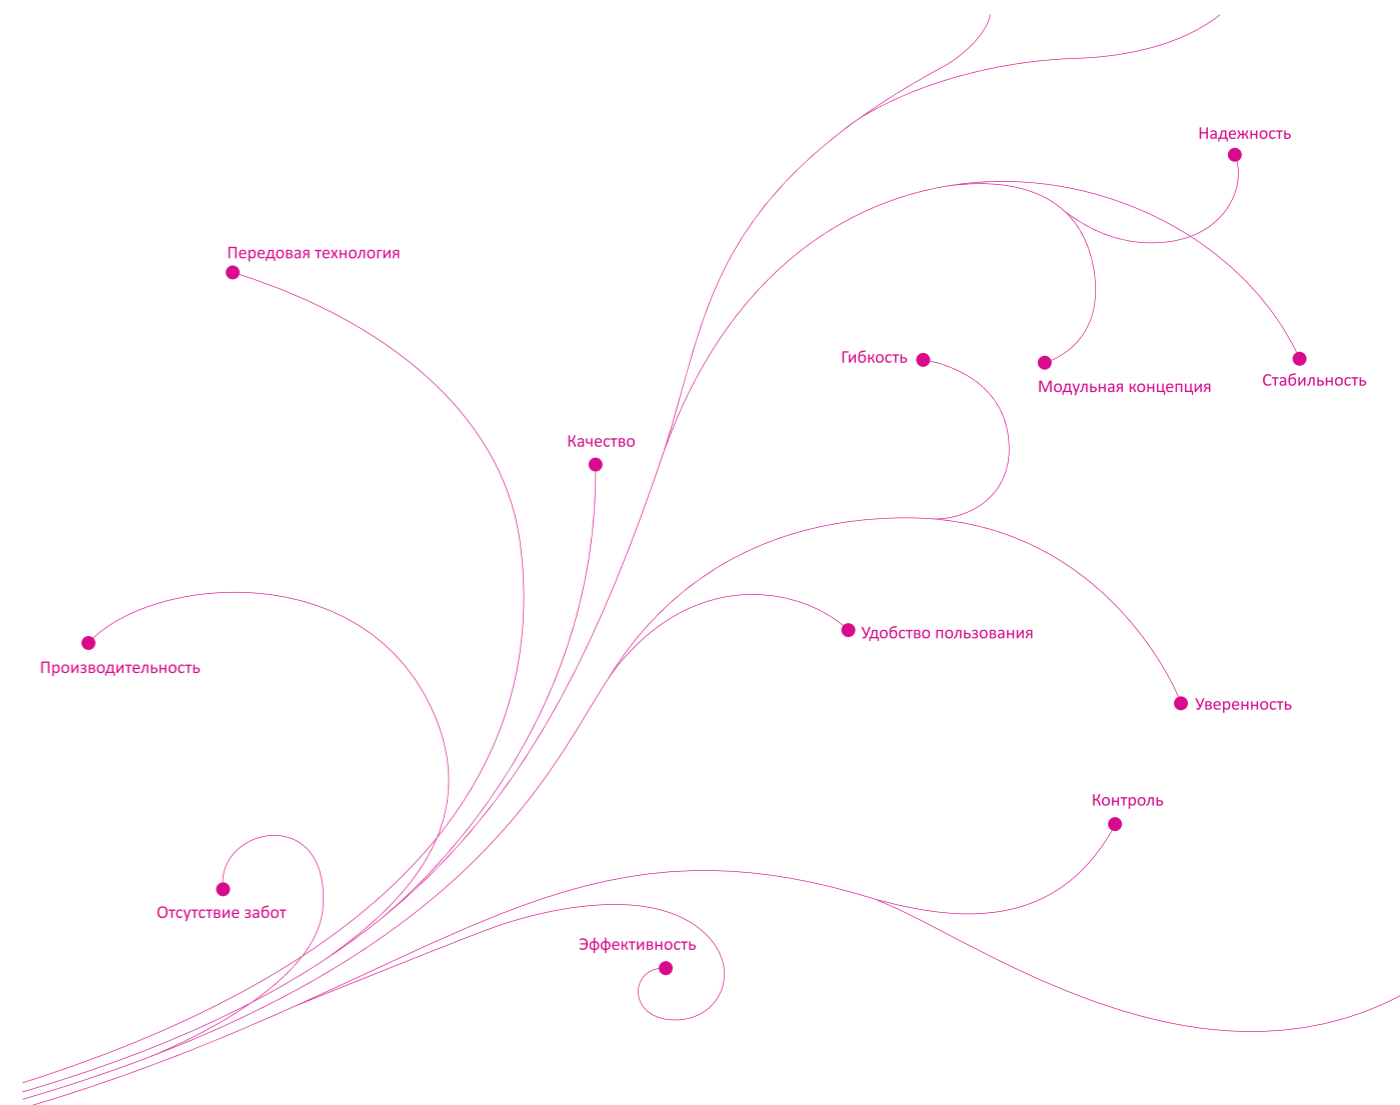 Надежность
Передовая технология
Гибкость
Стабильность
Модульная концепция
Качество
Удобство пользования
Производительность
Уверенность
Контроль
Отсутствие забот
Эффективность